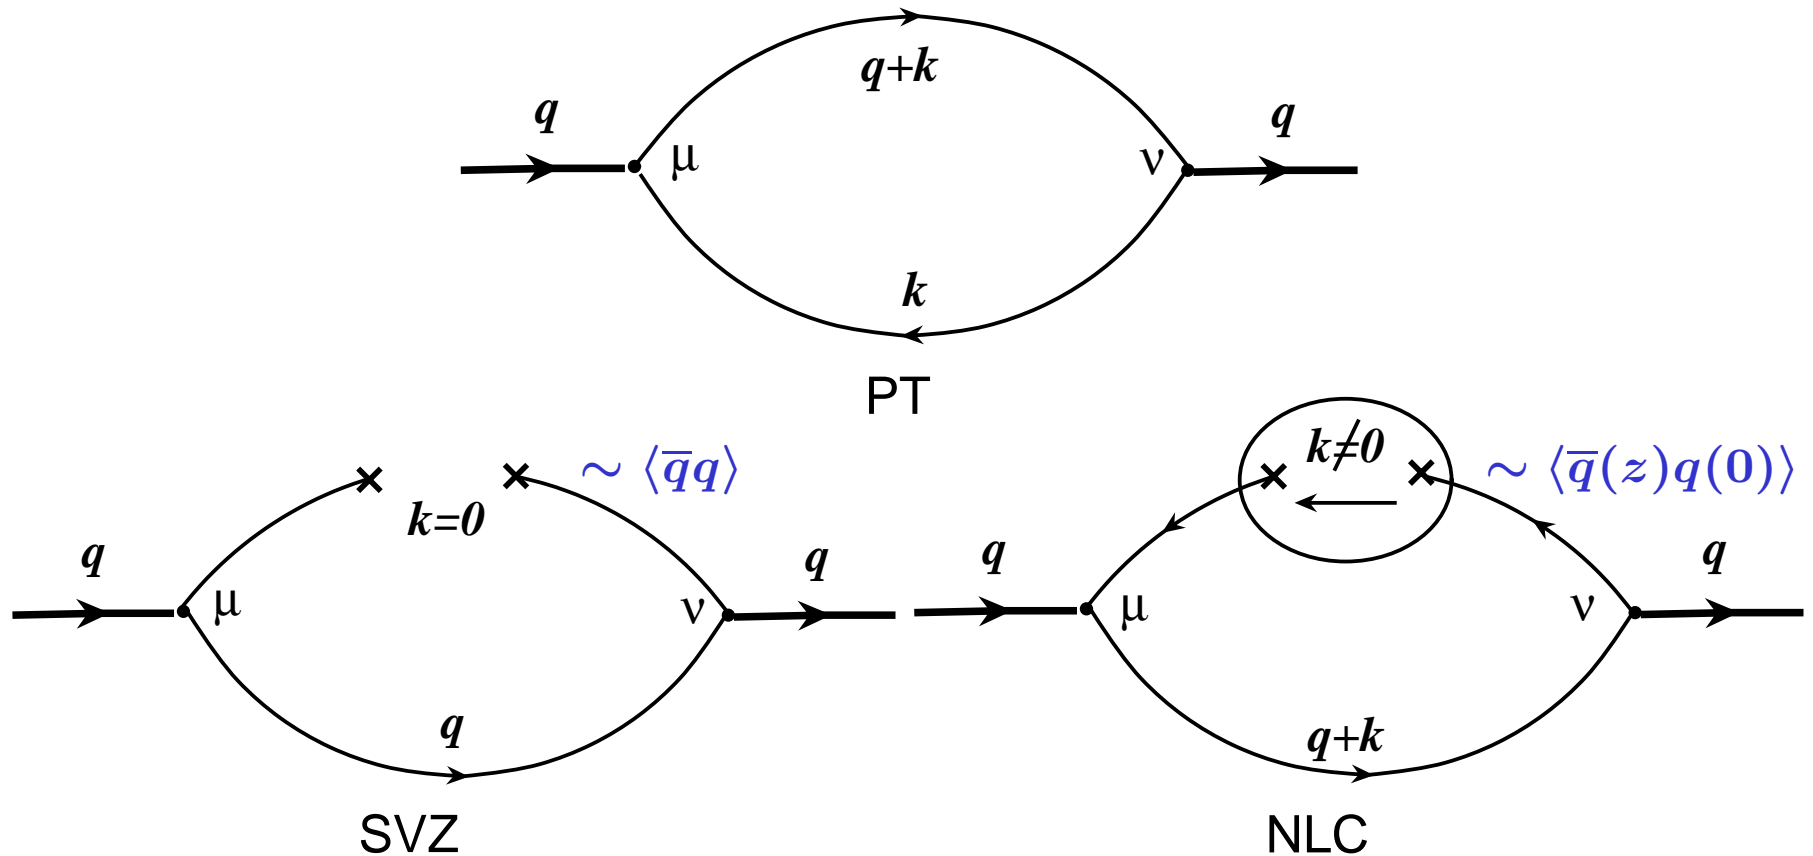 q+k
q
q
μ
ν
k
PT
∼ ⟨q̅q⟩
k=0
q
q
μ
ν
q
SVZ
k≠0
∼ ⟨q̅(z)q(0)⟩
q
q
μ
ν
q+k
NLC